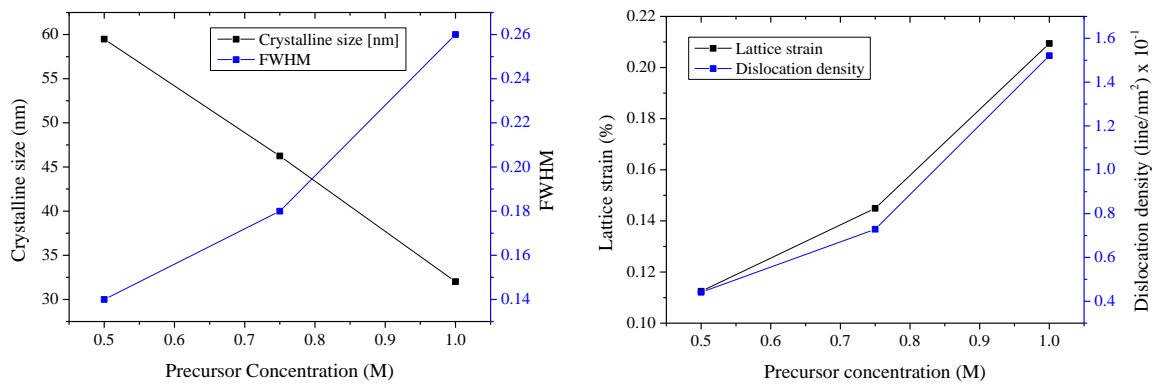 60
55
50
45
40
35
30
Crystalline size (nm)
Crystalline size [nm]
FWHM
0.26
0.24
0.22
0.20
0.18
0.16
0.14
FWHM
0.5 0.6 0.7 0.8 0.9 1.0
Precursor Concentration (M)
0.22
0.20
0.18
0.16
0.14
0.12
0.10
Lattice strain (%)
Lattice strain
Dislocation density
1.6
1.4
1.2
1.0
0.8
0.6
0.4
Dislocation density (line/nm²) x 10⁻¹
0.5 0.6 0.7 0.8 0.9 1.0
Precursor concentration (M)